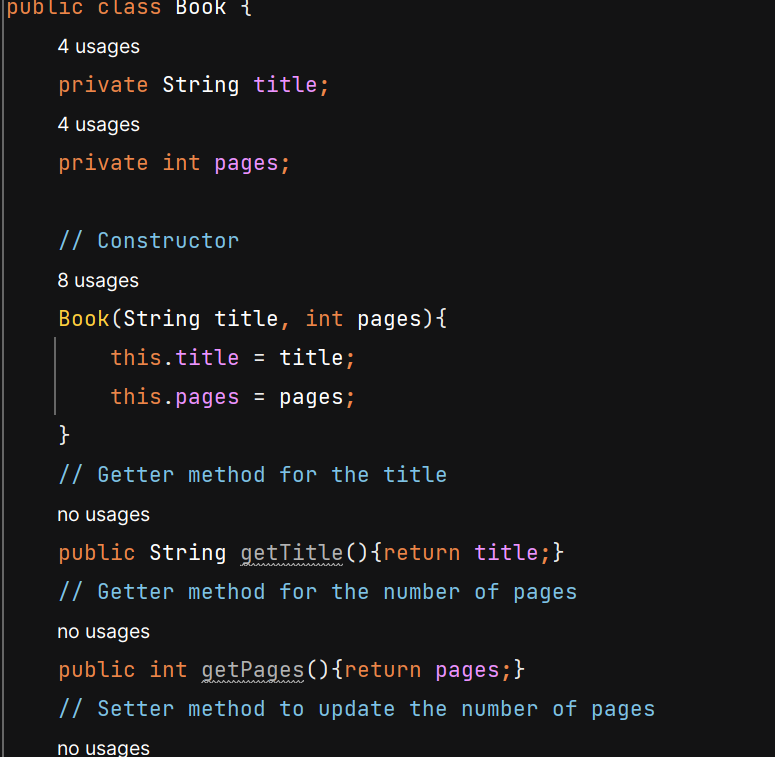 public class Book {
4 usages
private String title;
4 usages
private int pages;
// Constructor
8 usages
Book(String title, int pages){
this.title = title;
this.pages = pages;
}
// Getter method for the title
no usages
public String getTitle(){return title;}
// Getter method for the number of pages
no usages
public int getPages(){return pages;}
// Setter method to update the number of pages
no usages